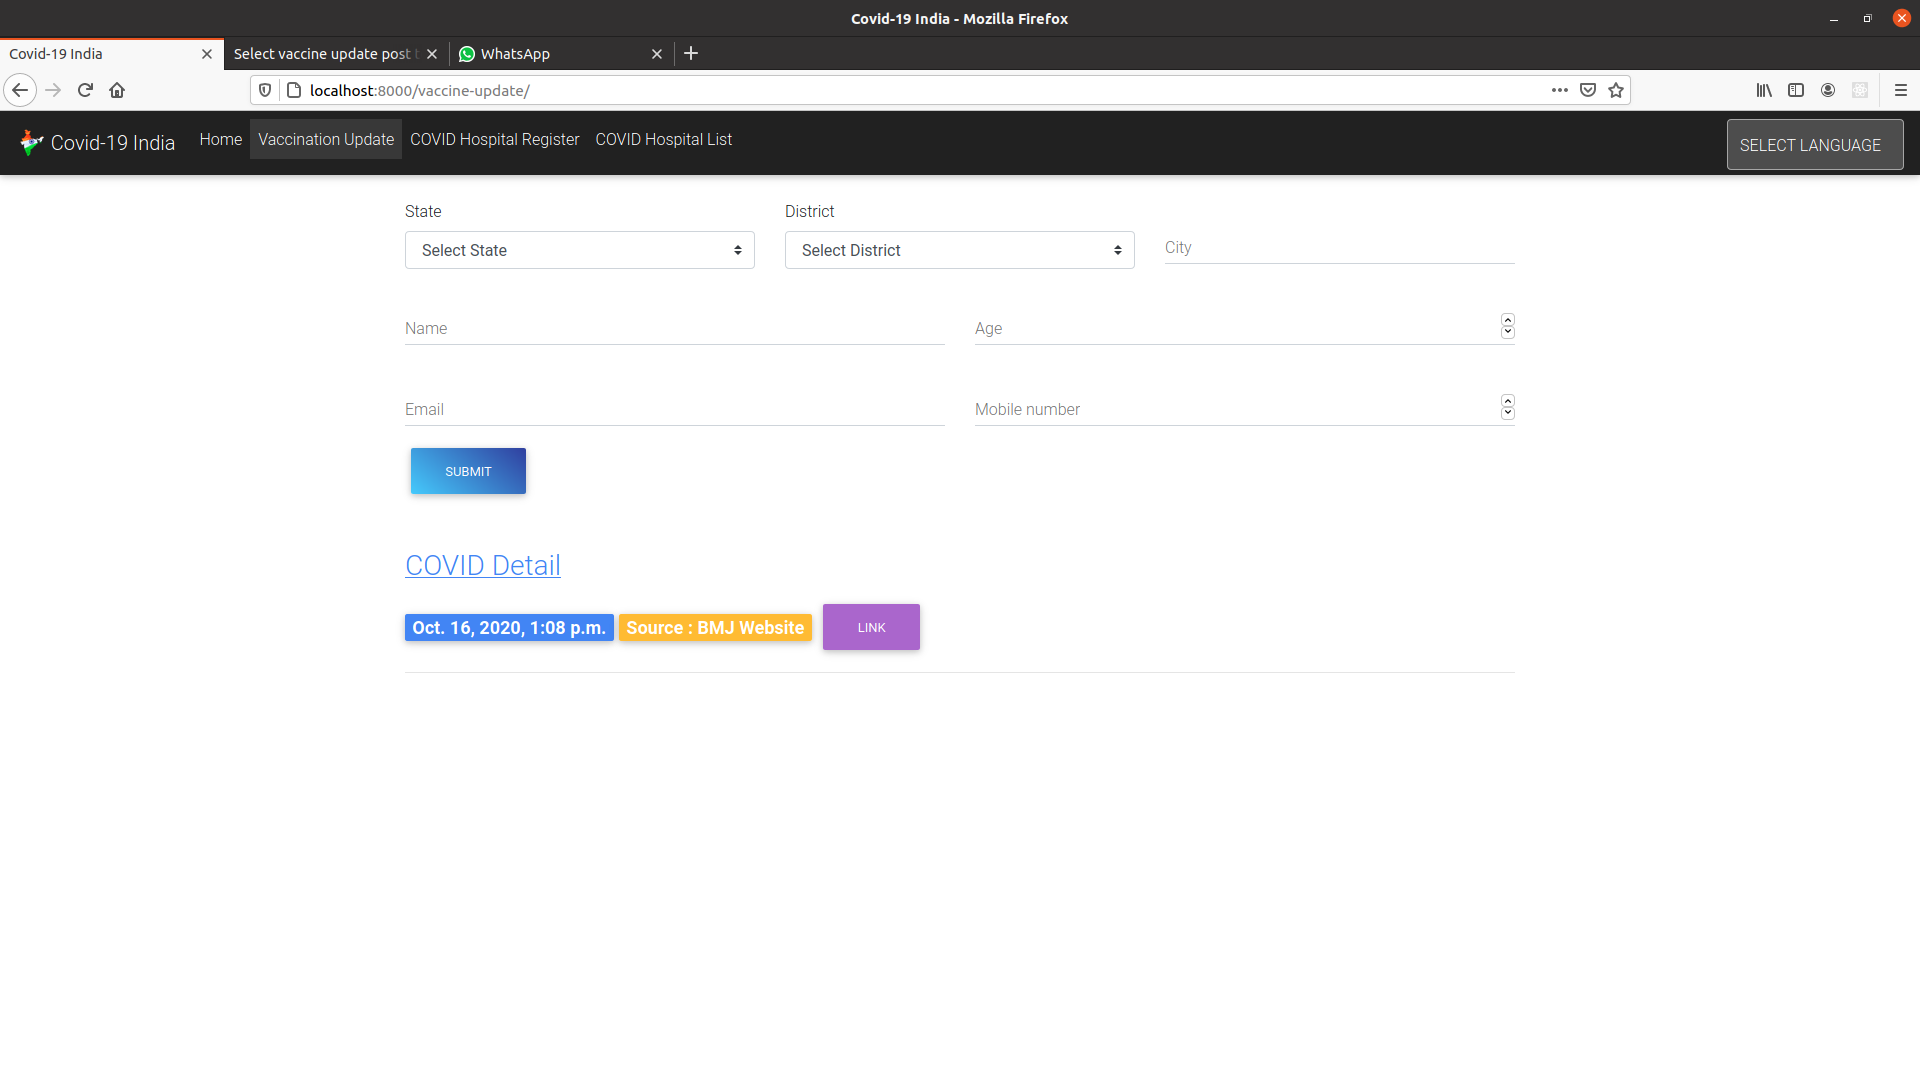 Covid-19 India - Mozilla Firefox
Covid-19 India
Select vaccine update post
WhatsApp
localhost:8000/vaccine-update/
Covid-19 India
Home
Vaccination Update
COVID Hospital Register
COVID Hospital List
SELECT LANGUAGE
State
District
Select State
Select District
City
Name
Age
Email
Mobile number
SUBMIT
COVID Detail
Oct. 16, 2020, 1:08 p.m.
Source : BMJ Website
LINK